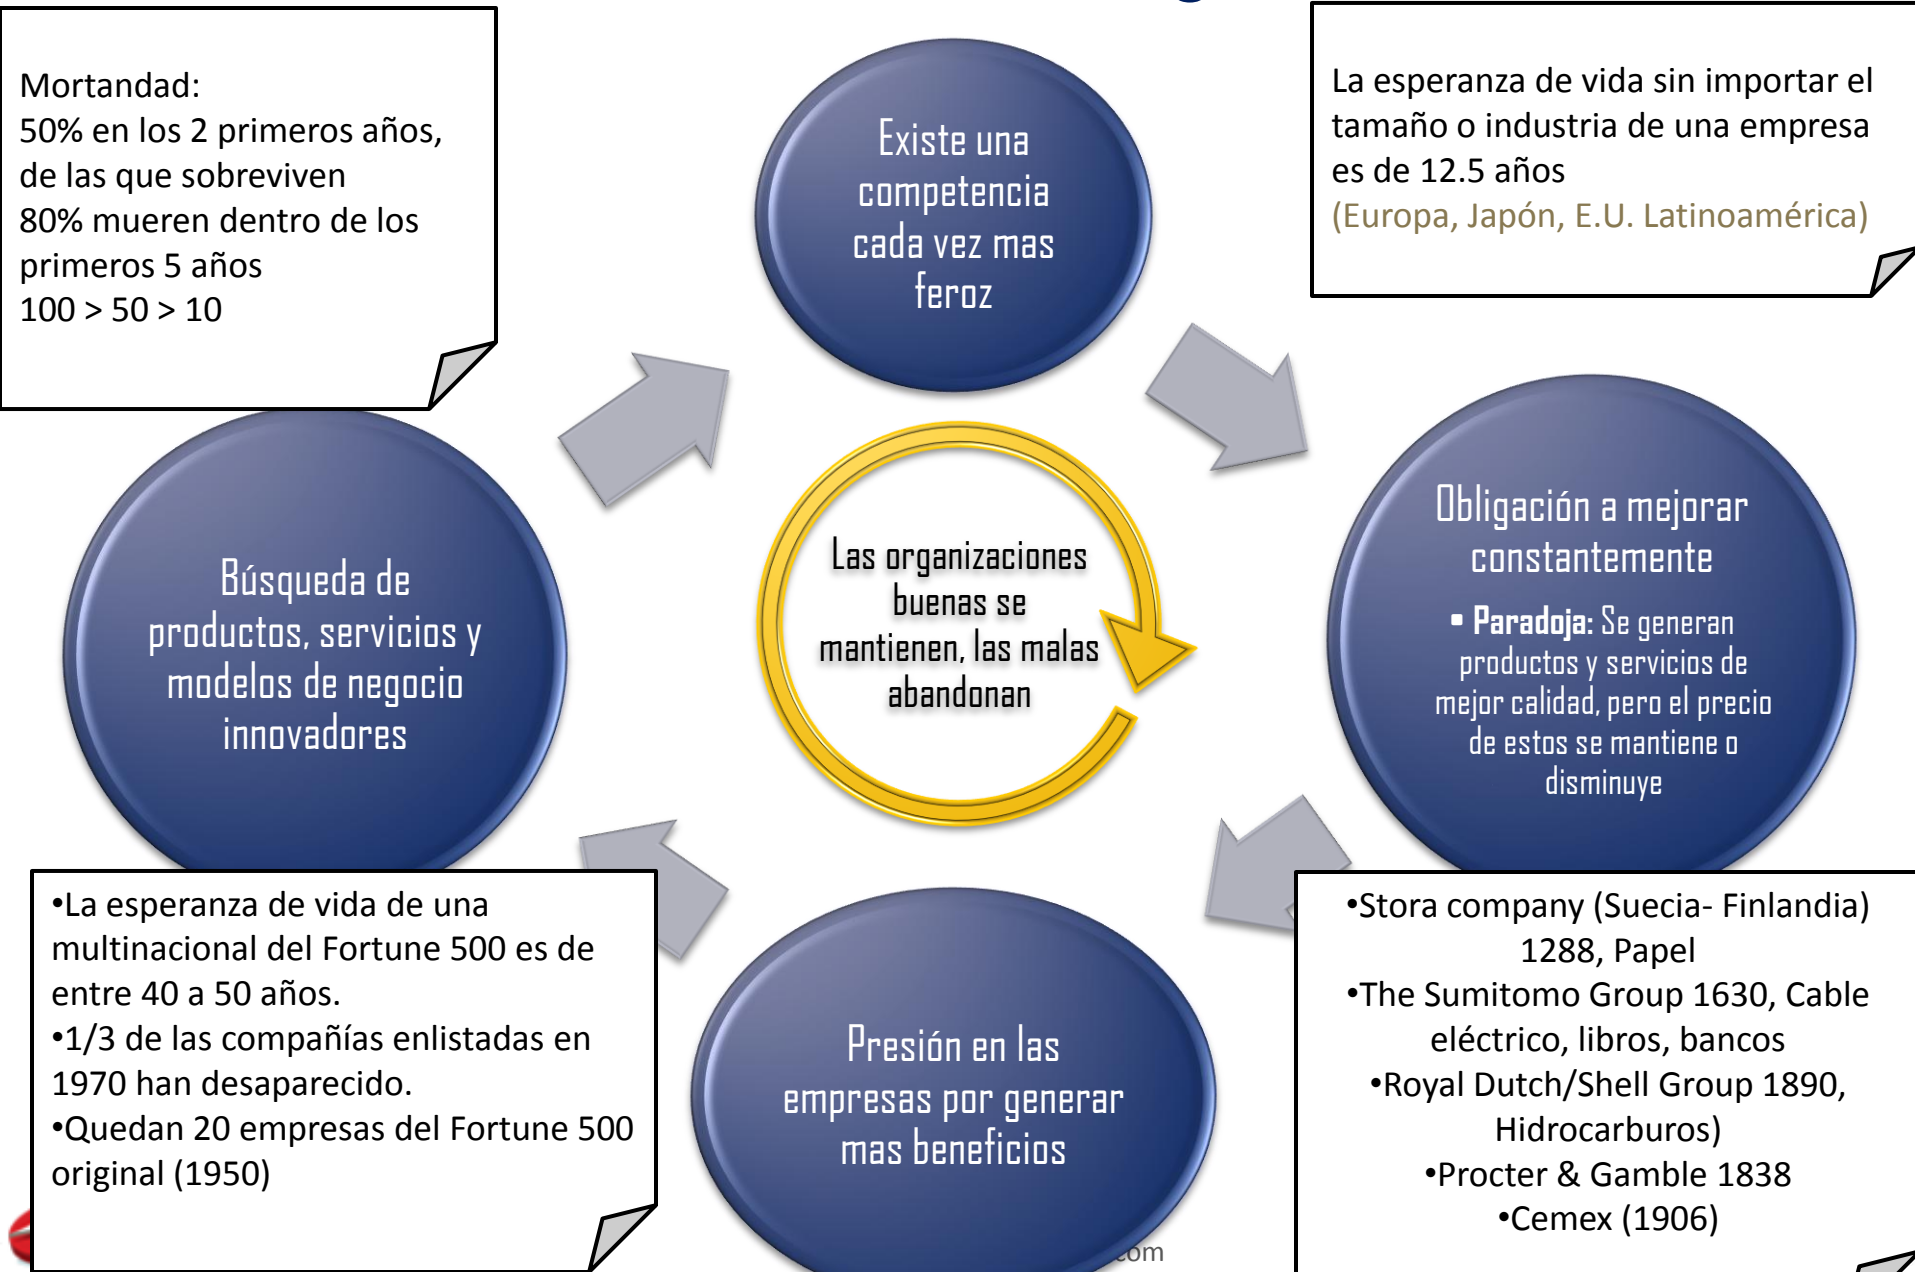 Mortandad:
50% en los 2 primeros años,
de las que sobreviven
80% mueren dentro de los
primeros 5 años
100 > 50 > 10
Existe una
competencia
cada vez mas
feroz
La esperanza de vida sin importar el
tamaño o industria de una empresa
es de 12.5 años
(Europa, Japón, E.U. Latinoamérica)
Búsqueda de
productos, servicios y
modelos de negocio
innovadores
Las organizaciones
buenas se
mantienen, las malas
abandonan
Obligación a mejorar
constantemente
▪ Paradoja: Se generan
productos y servicios de
mejor calidad, pero el precio
de estos se mantiene o
disminuye
•La esperanza de vida de una
multinacional del Fortune 500 es de
entre 40 a 50 años.
•1/3 de las compañías enlistadas en
1970 han desaparecido.
•Quedan 20 empresas del Fortune 500
original (1950)
Presión en las
empresas por generar
mas beneficios
•Stora company (Suecia- Finlandia)
1288, Papel
•The Sumitomo Group 1630, Cable
eléctrico, libros, bancos
•Royal Dutch/Shell Group 1890,
Hidrocarburos)
•Procter & Gamble 1838
•Cemex (1906)